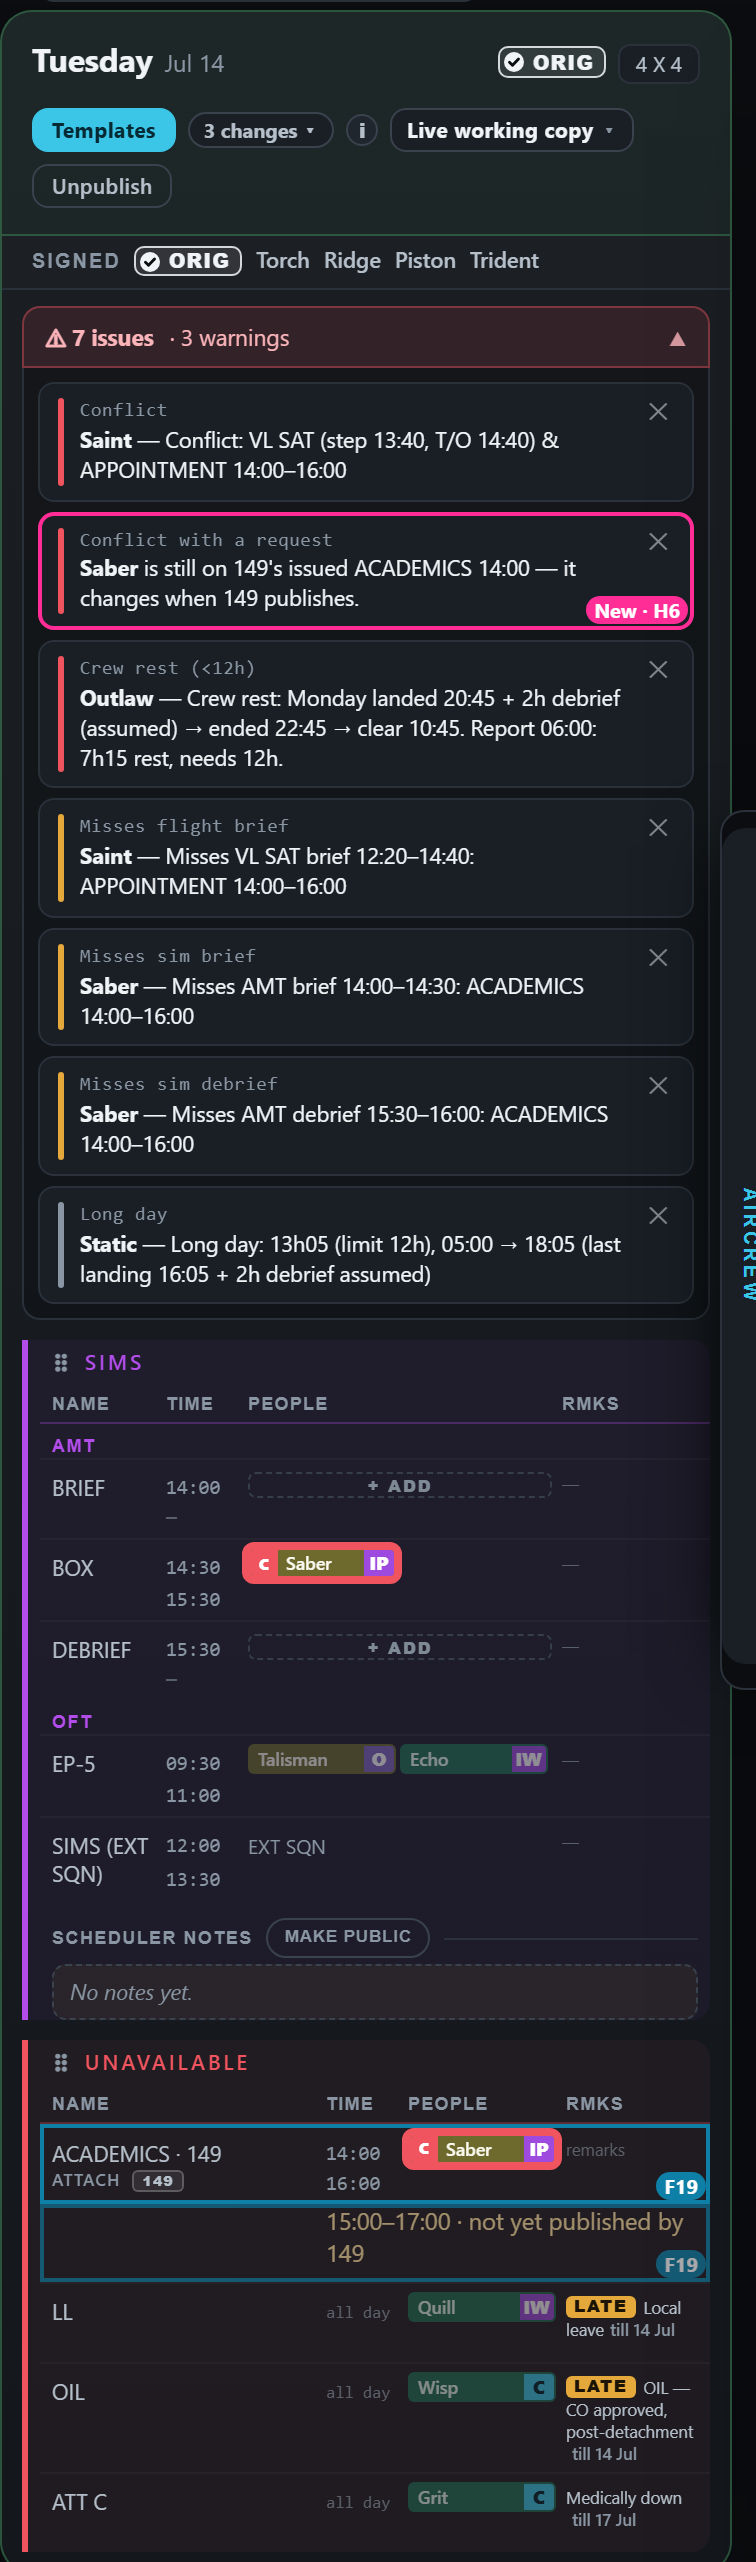 Tuesday Jul 14 ORIG 4 X 4
Templates 3 changes ▾ i Live working copy ▾
Unpublish
SIGNED ORIG Torch Ridge Piston Trident
7 issues · 3 warnings ▲
Conflict
Saint — Conflict: VL SAT (step 13:40, T/O 14:40) &
APPOINTMENT 14:00–16:00
Conflict with a request
Saber is still on 149's issued ACADEMICS 14:00 — it
changes when 149 publishes.
New · H6
Crew rest (<12h)
Outlaw — Crew rest: Monday landed 20:45 + 2h debrief
(assumed) → ended 22:45 → clear 10:45. Report 06:00:
7h15 rest, needs 12h.
Misses flight brief
Saint — Misses VL SAT brief 12:20–14:40:
APPOINTMENT 14:00–16:00
Misses sim brief
Saber — Misses AMT brief 14:00–14:30: ACADEMICS
14:00–16:00
Misses sim debrief
Saber — Misses AMT debrief 15:30–16:00: ACADEMICS
14:00–16:00
Long day
Static — Long day: 13h05 (limit 12h), 05:00 → 18:05 (last
landing 16:05 + 2h debrief assumed)
AIRCREW
SIMS
NAME TIME PEOPLE RMKS
AMT
BRIEF 14:00 + ADD —
—
BOX 14:30 C Saber IP —
15:30
DEBRIEF 15:30 + ADD —
—
OFT
EP-5 09:30 Talisman O Echo IW —
11:00
SIMS (EXT 12:00 EXT SQN —
SQN) 13:30
SCHEDULER NOTES MAKE PUBLIC
No notes yet.
UNAVAILABLE
NAME TIME PEOPLE RMKS
ACADEMICS · 149 14:00 C Saber IP remarks
ATTACH 149 16:00 F19
15:00–17:00 · not yet published by
149 F19
LL all day Quill IW LATE Local
leave till 14 Jul
OIL all day Wisp C LATE OIL —
CO approved,
post-detachment
till 14 Jul
ATT C all day Grit C Medically down
till 17 Jul